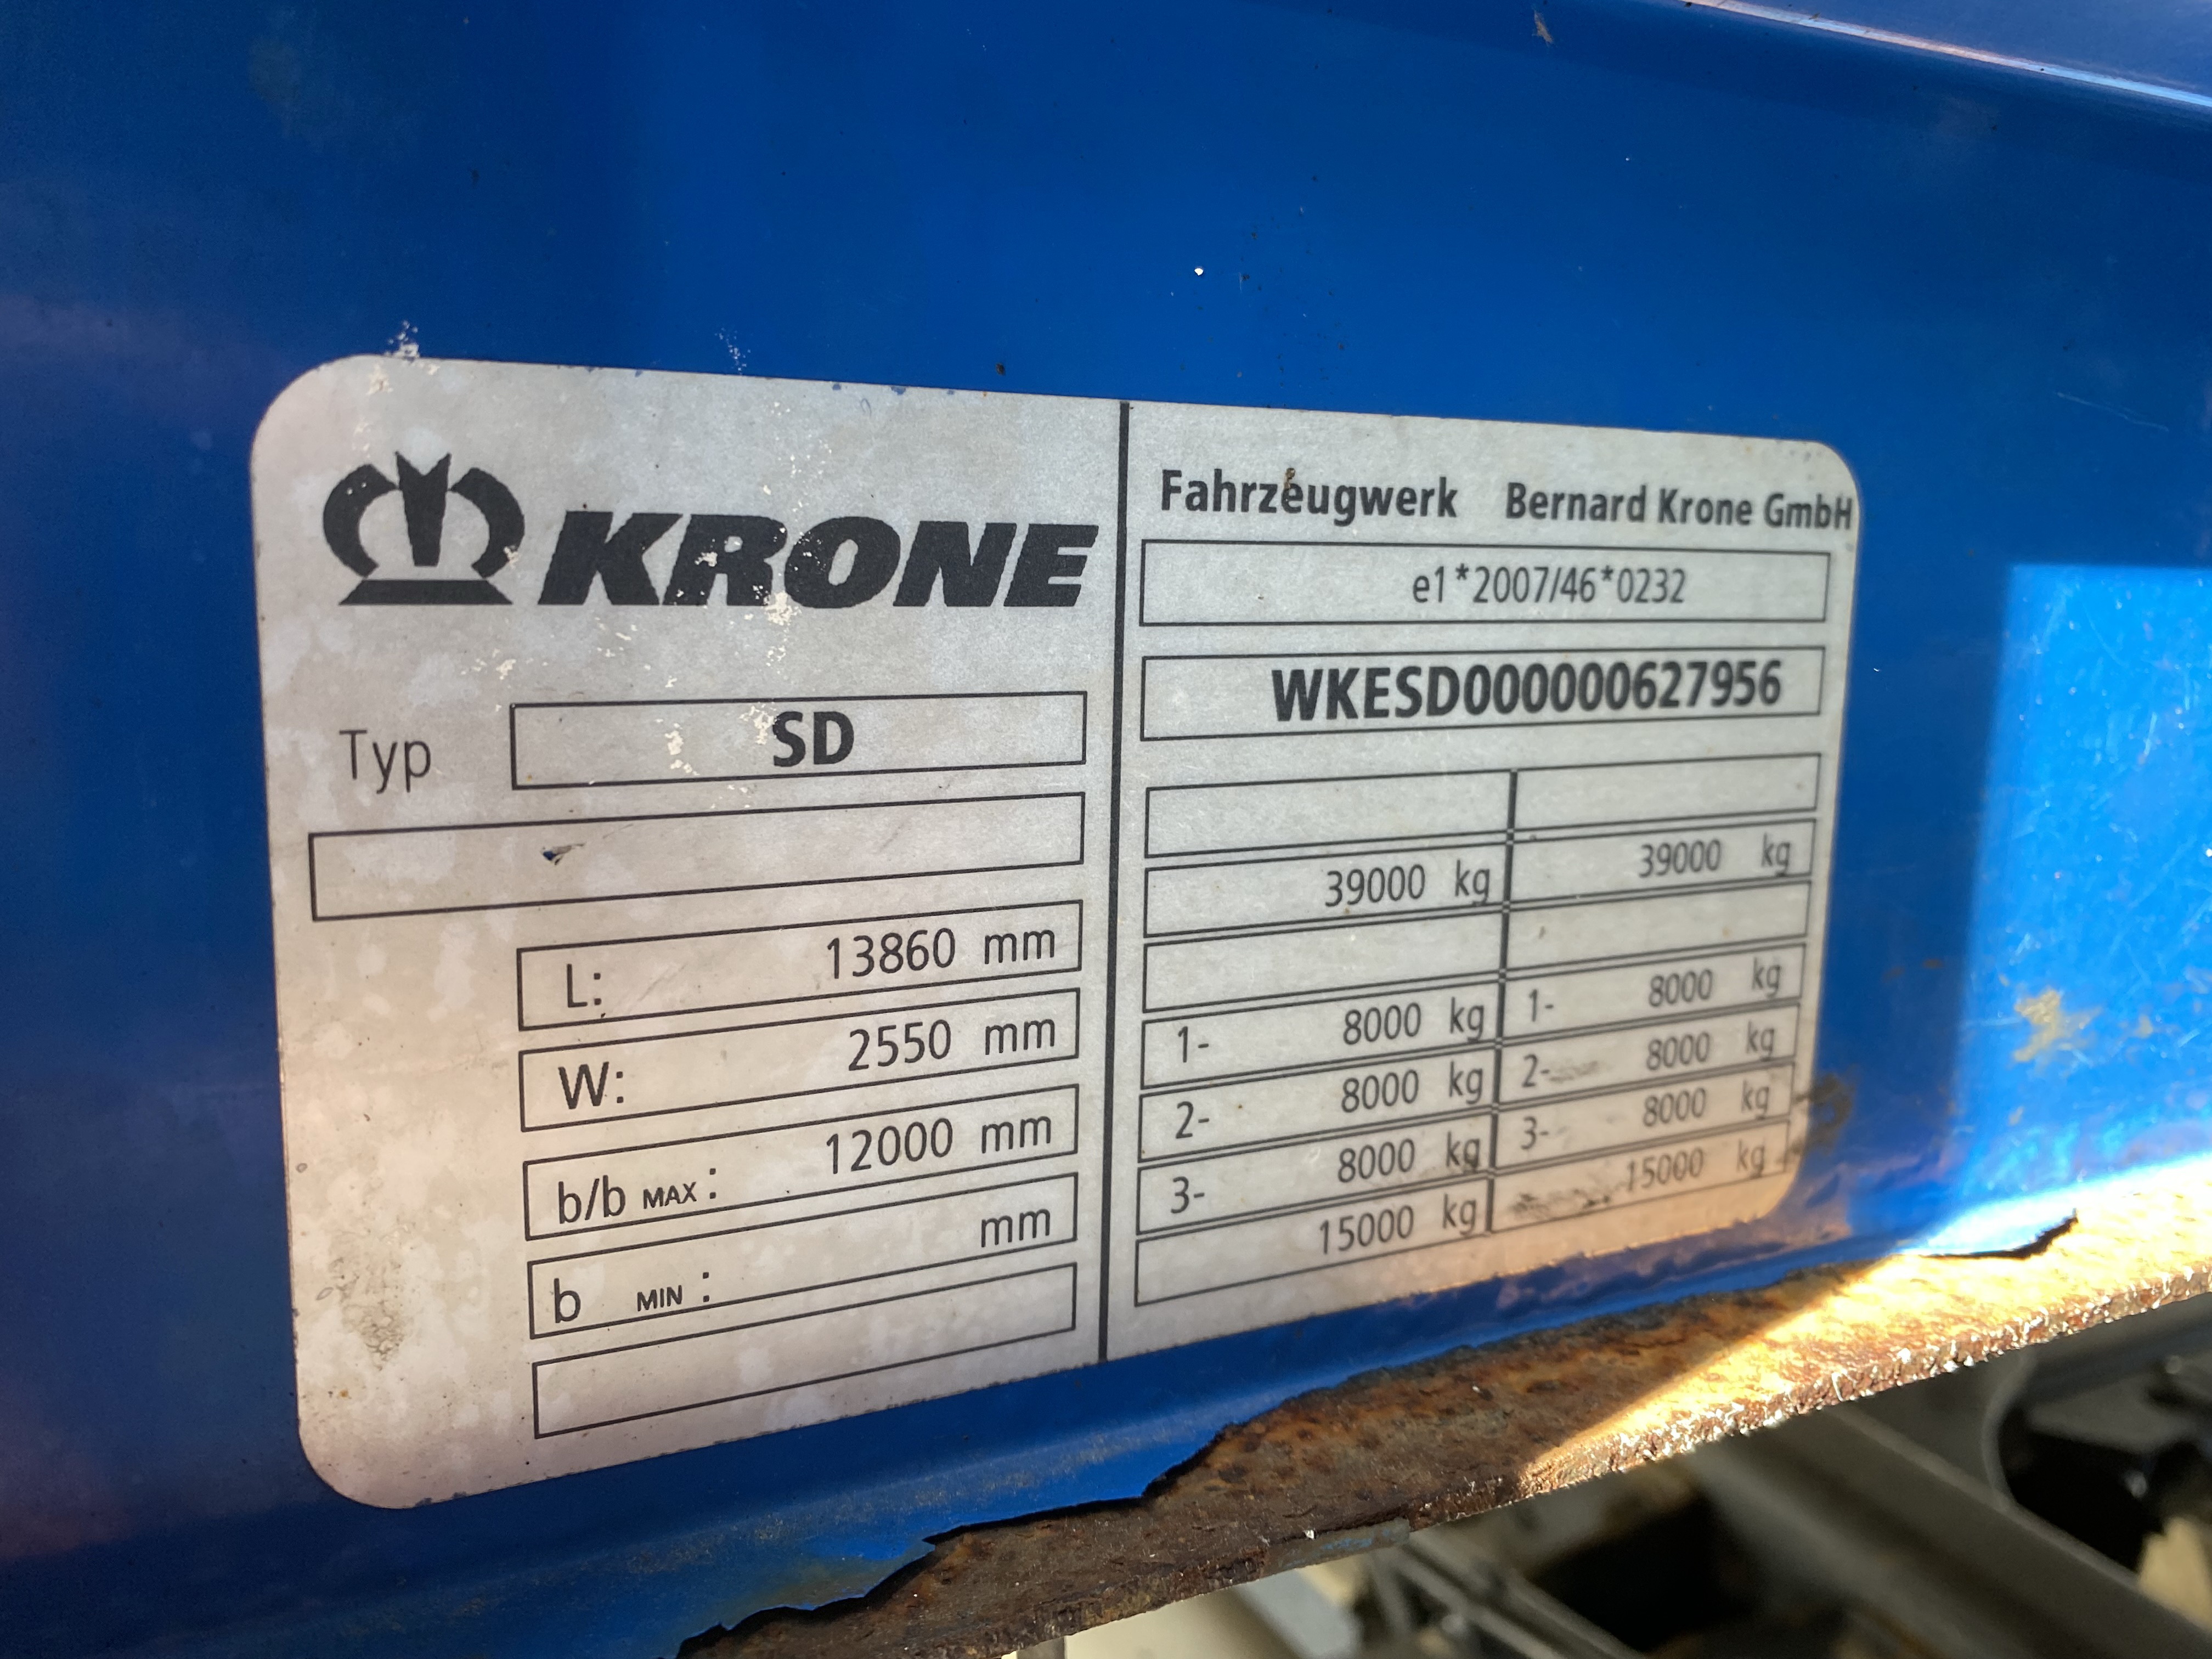 KRONE
Typ SD
L: 13860 mm
W: 2550 mm
b/b MAX : 12000 mm
b MIN : mm
Fahrzeugwerk Bernard Krone GmbH
e1*2007/46*0232
WKESD000000627956
39000 kg 39000 kg
1- 8000 kg 1- 8000 kg
2- 8000 kg 2- 8000 kg
3- 8000 kg 3- 8000 kg
15000 kg 15000 kg